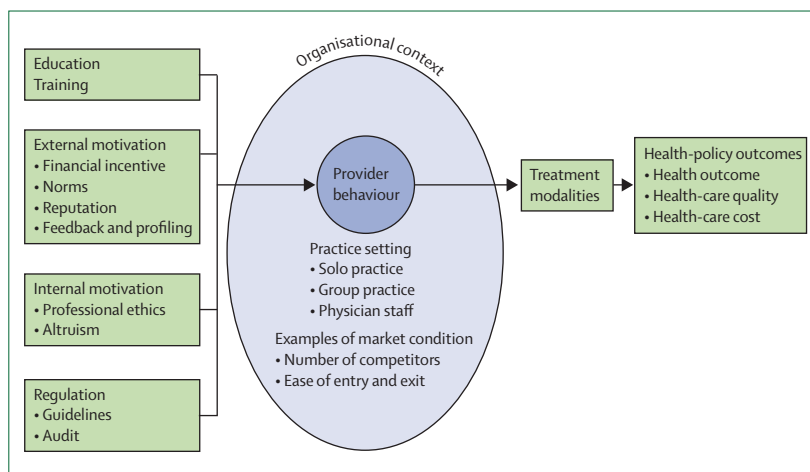 Education
Training
External motivation
• Financial incentive
• Norms
• Reputation
• Feedback and profiling
Internal motivation
• Professional ethics
• Altruism
Regulation
• Guidelines
• Audit
Organisational context
Provider
behaviour
Practice setting
• Solo practice
• Group practice
• Physician staff
Examples of market condition
• Number of competitors
• Ease of entry and exit
Treatment
modalities
Health-policy outcomes
• Health outcome
• Health-care quality
• Health-care cost